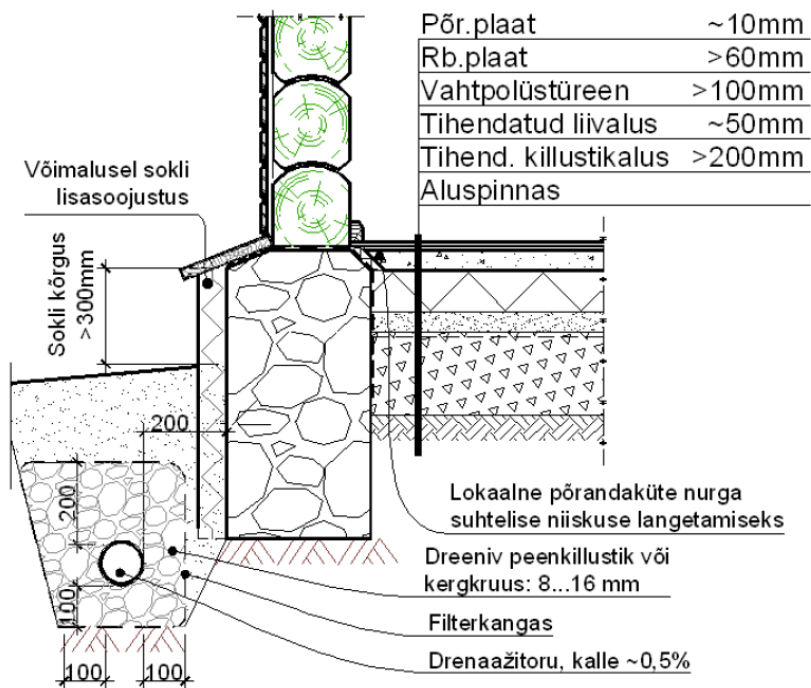 Põr.plaat ~10mm
Rb.plaat >60mm
Vahtpolüstüreen >100mm
Tihendatud liivalus ~50mm
Tihend. killustikalus >200mm
Aluspinnas
Võimalusel sokli
lisasoojustus
Sokli kõrgus
>300mm
200
200
100
100
100
Lokaalne põrandaküte nurga
suhtelise niiskuse langetamiseks
Dreeniv peenkillustik või
kergkruus: 8...16 mm
Filterkangas
Drenaažitoru, kalle ~0,5%